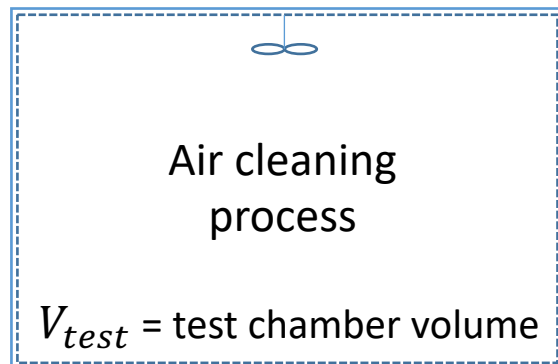 Air cleaning
process
V_test = test chamber volume